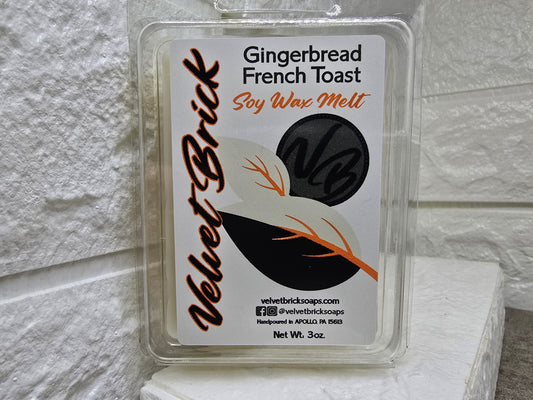 Velvet Brick
Gingerbread
French Toast
Soy Wax Melt
VB
velvetbricksoaps.com
@velvetbricksoaps
Handpoured in APOLLO, PA 15613
Net Wt. 3oz.